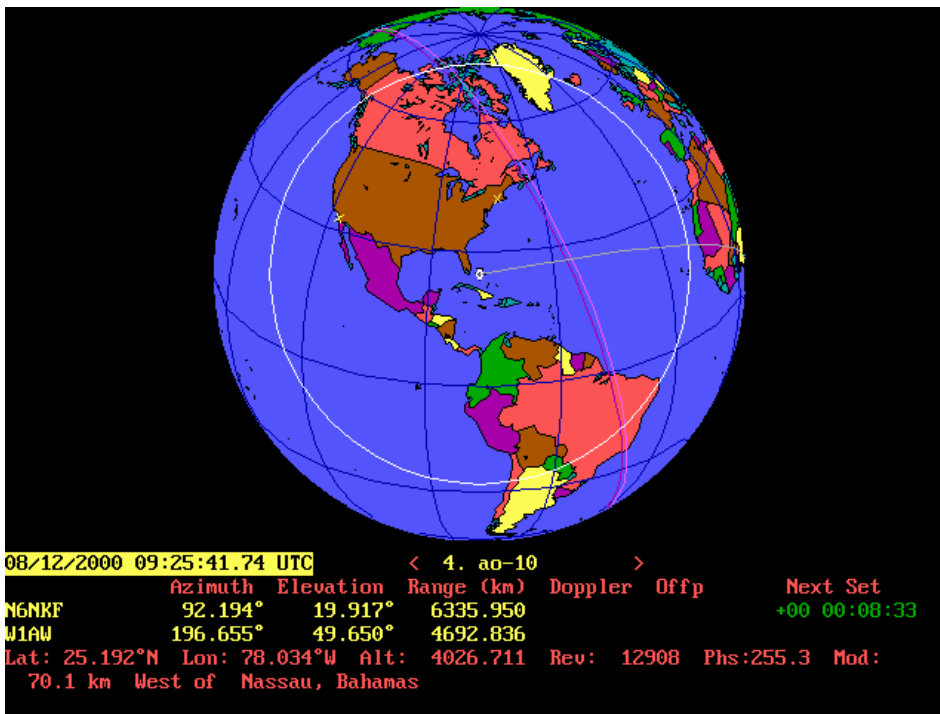 08/12/2000 09:25:41.74 UTC < 4. ao-10 >
Azimuth Elevation Range (km) Doppler Offp Next Set
N6NKF 92.194° 19.917° 6335.950 +00 00:08:33
W1AW 196.655° 49.650° 4692.836
Lat: 25.192°N Lon: 78.034°W Alt: 4026.711 Rev: 12908 Phs:255.3 Mod:
70.1 km West of Nassau, Bahamas